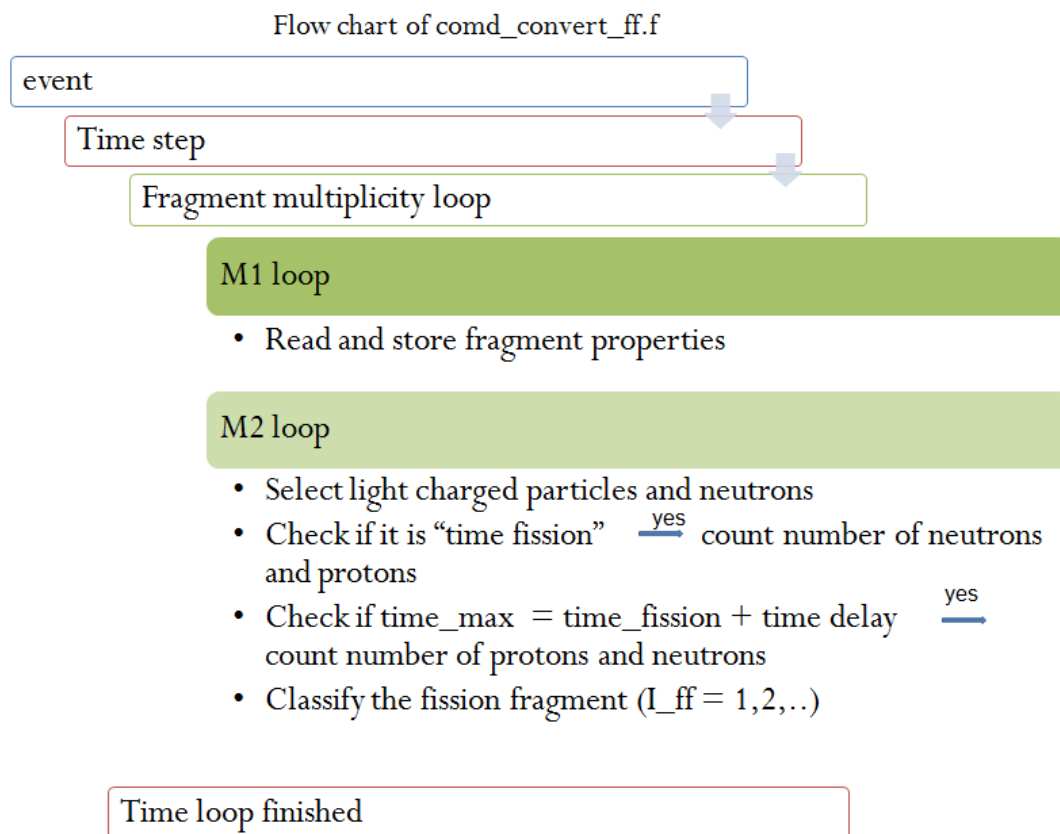 Flow chart of comd_convert_ff.f
event
Time step
Fragment multiplicity loop
M1 loop
• Read and store fragment properties
M2 loop
• Select light charged particles and neutrons
• Check if it is “time fission” yes count number of neutrons
and protons
• Check if time_max = time_fission + time delay yes
count number of protons and neutrons
• Classify the fission fragment (I_ff = 1,2,..)
Time loop finished